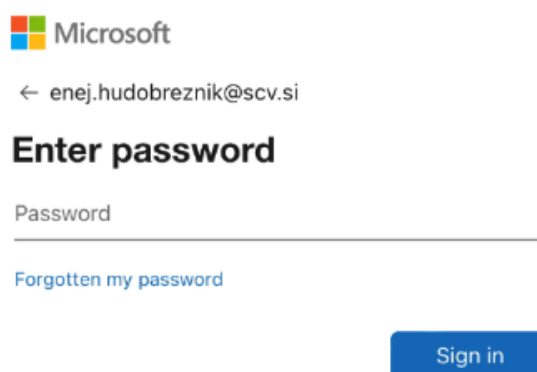 Microsoft
← enej.hudobreznik@scv.si
Enter password
Password
Forgotten my password
Sign in